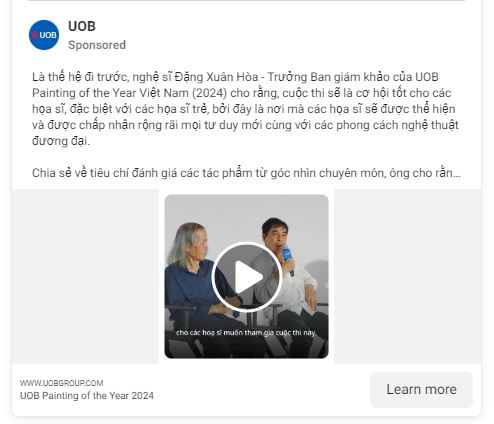 UOB
UOB
Sponsored
Là thế hệ đi trước, nghệ sĩ Đặng Xuân Hòa - Trưởng Ban giám khảo của UOB
Painting of the Year Việt Nam (2024) cho rằng, cuộc thi sẽ là cơ hội tốt cho các
họa sĩ, đặc biệt với các họa sĩ trẻ, bởi đây là nơi mà các họa sĩ sẽ được thể hiện
và được chấp nhận rộng rãi mọi tư duy mới cùng với các phong cách nghệ thuật
đương đại.
Chia sẻ về tiêu chí đánh giá các tác phẩm từ góc nhìn chuyên môn, ông cho rằn...
cho các hoạ sĩ muốn tham gia cuộc thi này.
WWW.UOBGROUP.COM
UOB Painting of the Year 2024
Learn more